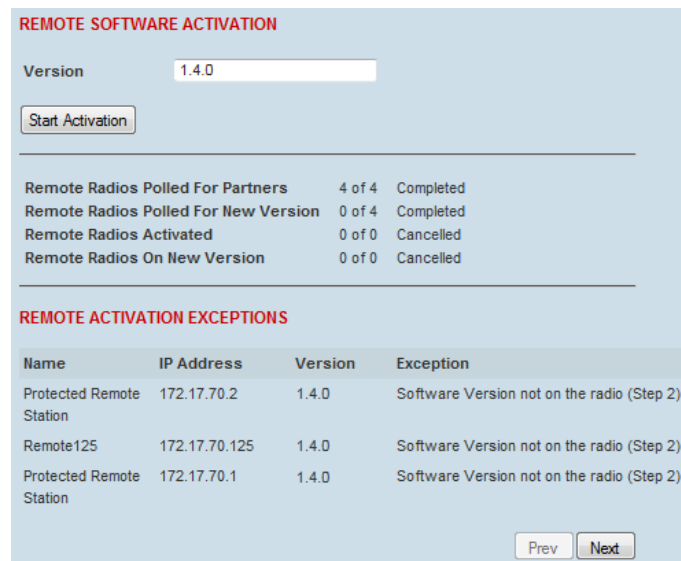 REMOTE SOFTWARE ACTIVATION
Version 1.4.0
Start Activation
Remote Radios Polled For Partners 4 of 4 Completed
Remote Radios Polled For New Version 0 of 4 Completed
Remote Radios Activated 0 of 0 Cancelled
Remote Radios On New Version 0 of 0 Cancelled
REMOTE ACTIVATION EXCEPTIONS
Name IP Address Version Exception
Protected Remote 172.17.70.2 1.4.0 Software Version not on the radio (Step 2)
Station
Remote125 172.17.70.125 1.4.0 Software Version not on the radio (Step 2)
Protected Remote 172.17.70.1 1.4.0 Software Version not on the radio (Step 2)
Station
Prev Next